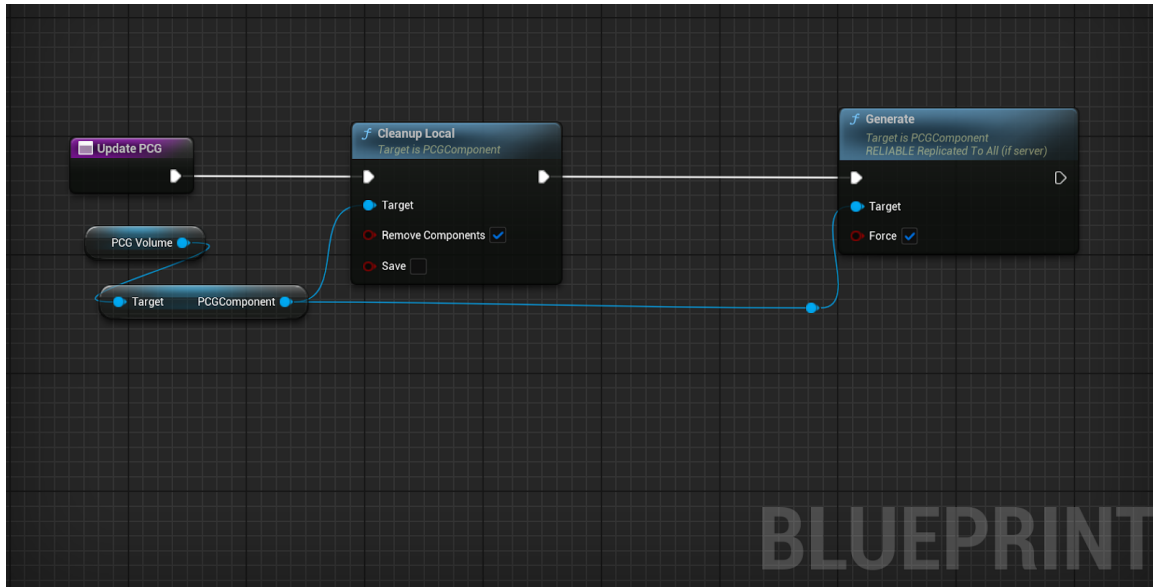 Update PCG
Cleanup Local
Target is PCGComponent
Target
Remove Components
Save
Generate
Target is PCGComponent
RELIABLE Replicated To All (if server)
Target
Force
PCG Volume
Target PCGComponent
BLUEPRINT